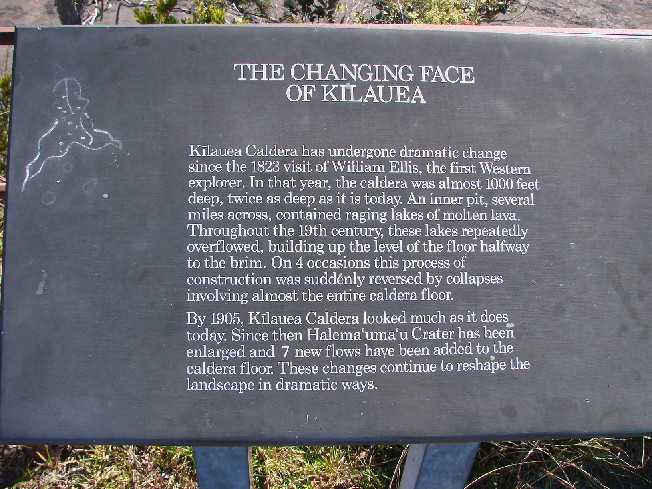 THE CHANGING FACE
OF KĪLAUEA
Kīlauea Caldera has undergone dramatic change
since the 1823 visit of William Ellis, the first Western
explorer. In that year, the caldera was almost 1000 feet
deep, twice as deep as it is today. An inner pit, several
miles across, contained raging lakes of molten lava.
Throughout the 19th century, these lakes repeatedly
overflowed, building up the level of the floor halfway
to the brim. On 4 occasions this process of
construction was suddenly reversed by collapses
involving almost the entire caldera floor.
By 1905, Kīlauea Caldera looked much as it does
today. Since then Halema'uma'u Crater has been
enlarged and 7 new flows have been added to the
caldera floor. These changes continue to reshape the
landscape in dramatic ways.